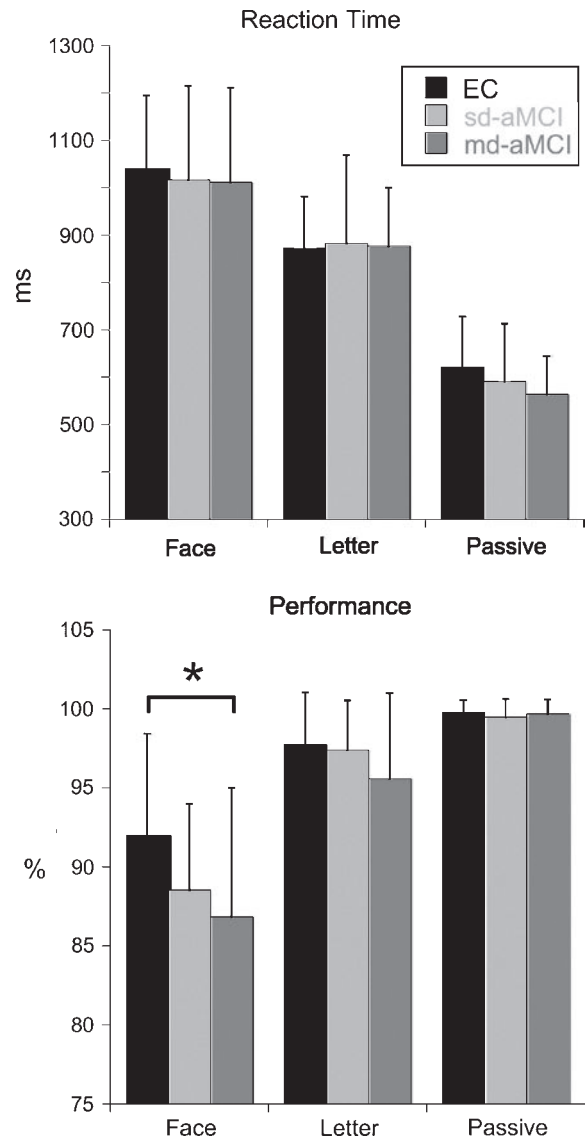 Reaction Time
1300
1100
900
700
500
300
ms
EC
sd-aMCI
md-aMCI
Face Letter Passive
Performance
105
100
95
90
85
80
75
%
*
Face Letter Passive